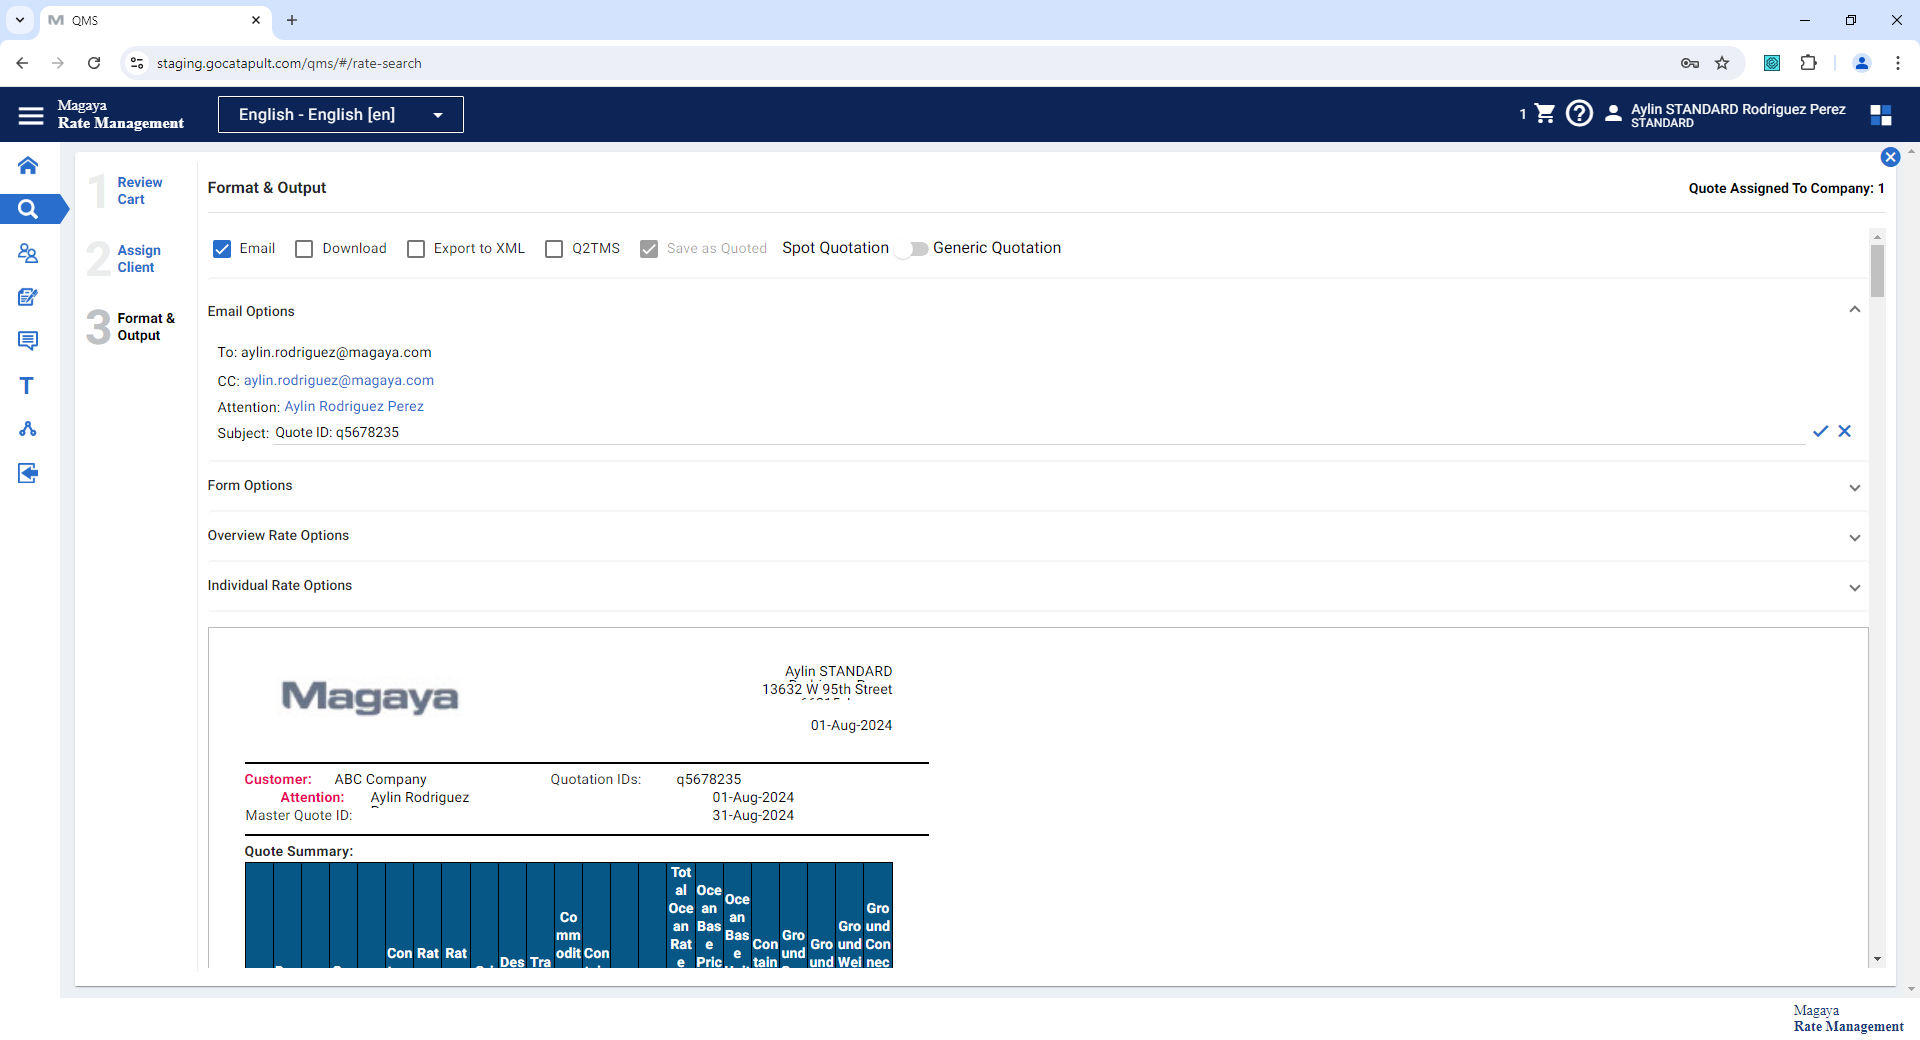 QMS
staging.gocatapult.com/qms/#/rate-search
Magaya
Rate Management
English - English [en]
1
Aylin STANDARD Rodriguez Perez
STANDARD
1 Review Cart
2 Assign Client
3 Format & Output
Format & Output
Quote Assigned To Company: 1
Email
Download
Export to XML
Q2TMS
Save as Quoted
Spot Quotation
Generic Quotation
Email Options
To: aylin.rodriguez@magaya.com
CC: aylin.rodriguez@magaya.com
Attention: Aylin Rodriguez Perez
Subject: Quote ID: q5678235
Form Options
Overview Rate Options
Individual Rate Options
Magaya
Aylin STANDARD
13632 W 95th Street
01-Aug-2024
Customer: ABC Company
Quotation IDs: q5678235
Attention: Aylin Rodriguez
01-Aug-2024
Master Quote ID:
31-Aug-2024
Quote Summary:
Con
Rat
Rat
Des
Tra
Co
mm
odit
Con
Tot
al
Oce
an
Rat
e
Oce
an
Bas
e
Pric
Oce
an
Bas
e
Con
tain
Gro
und
Gro
und
Gro
und
Wei
Gro
und
Con
nec
Magaya
Rate Management